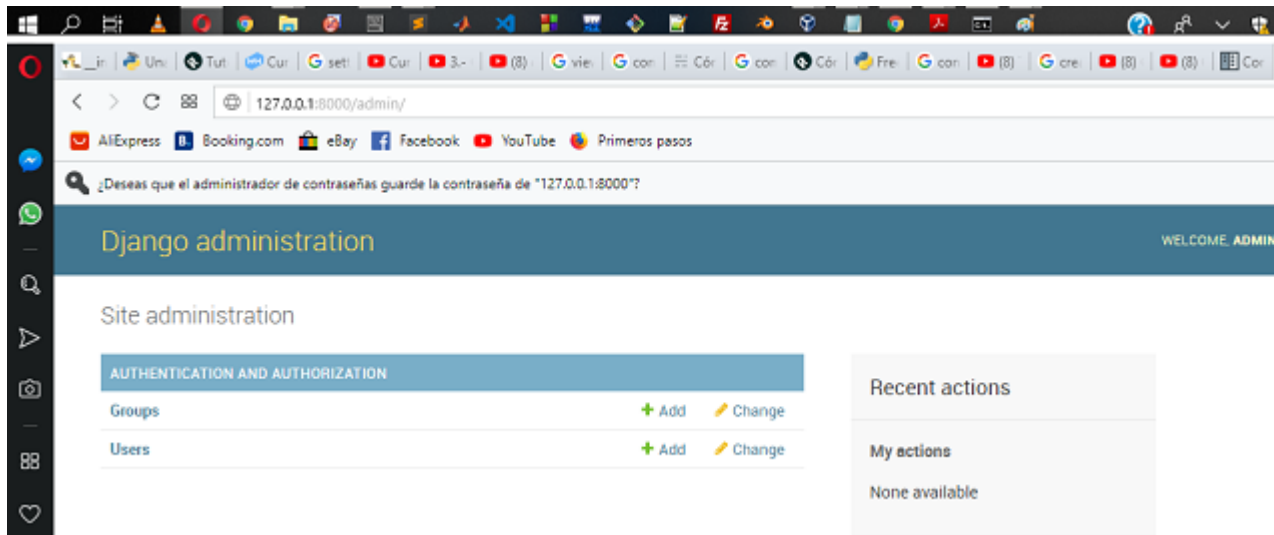 127.0.0.1:8000/admin/
AliExpress Booking.com eBay Facebook YouTube Primeros pasos
¿Deseas que el administrador de contraseñas guarde la contraseña de "127.0.0.1:8000"?
Django administration
WELCOME, ADMIN
Site administration
AUTHENTICATION AND AUTHORIZATION
Groups + Add Change
Users + Add Change
Recent actions
My actions
None available